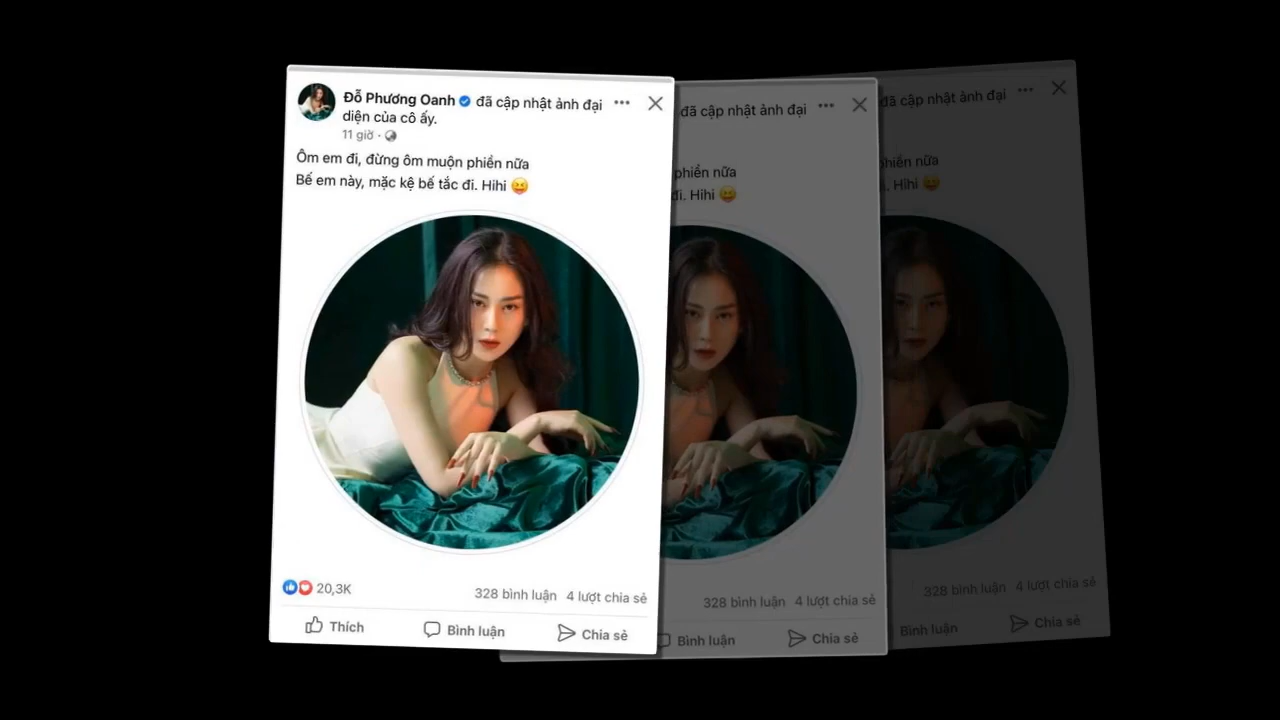 Đỗ Phương Oanh đã cập nhật ảnh đại
diện của cô ấy.
11 giờ ·
Ôm em đi, đừng ôm muộn phiền nữa
Bế em này, mặc kệ bế tắc đi. Hihi 😝
20,3K 328 bình luận 4 lượt chia sẻ
Thích Bình luận Chia sẻ
đã cập nhật ảnh đại
phiền nữa
đi. Hihi 😝
328 bình luận 4 lượt chia sẻ
Bình luận Chia sẻ
đã cập nhật ảnh đại
phiền nữa
i. Hihi 😝
328 bình luận 4 lượt chia sẻ
Bình luận Chia sẻ